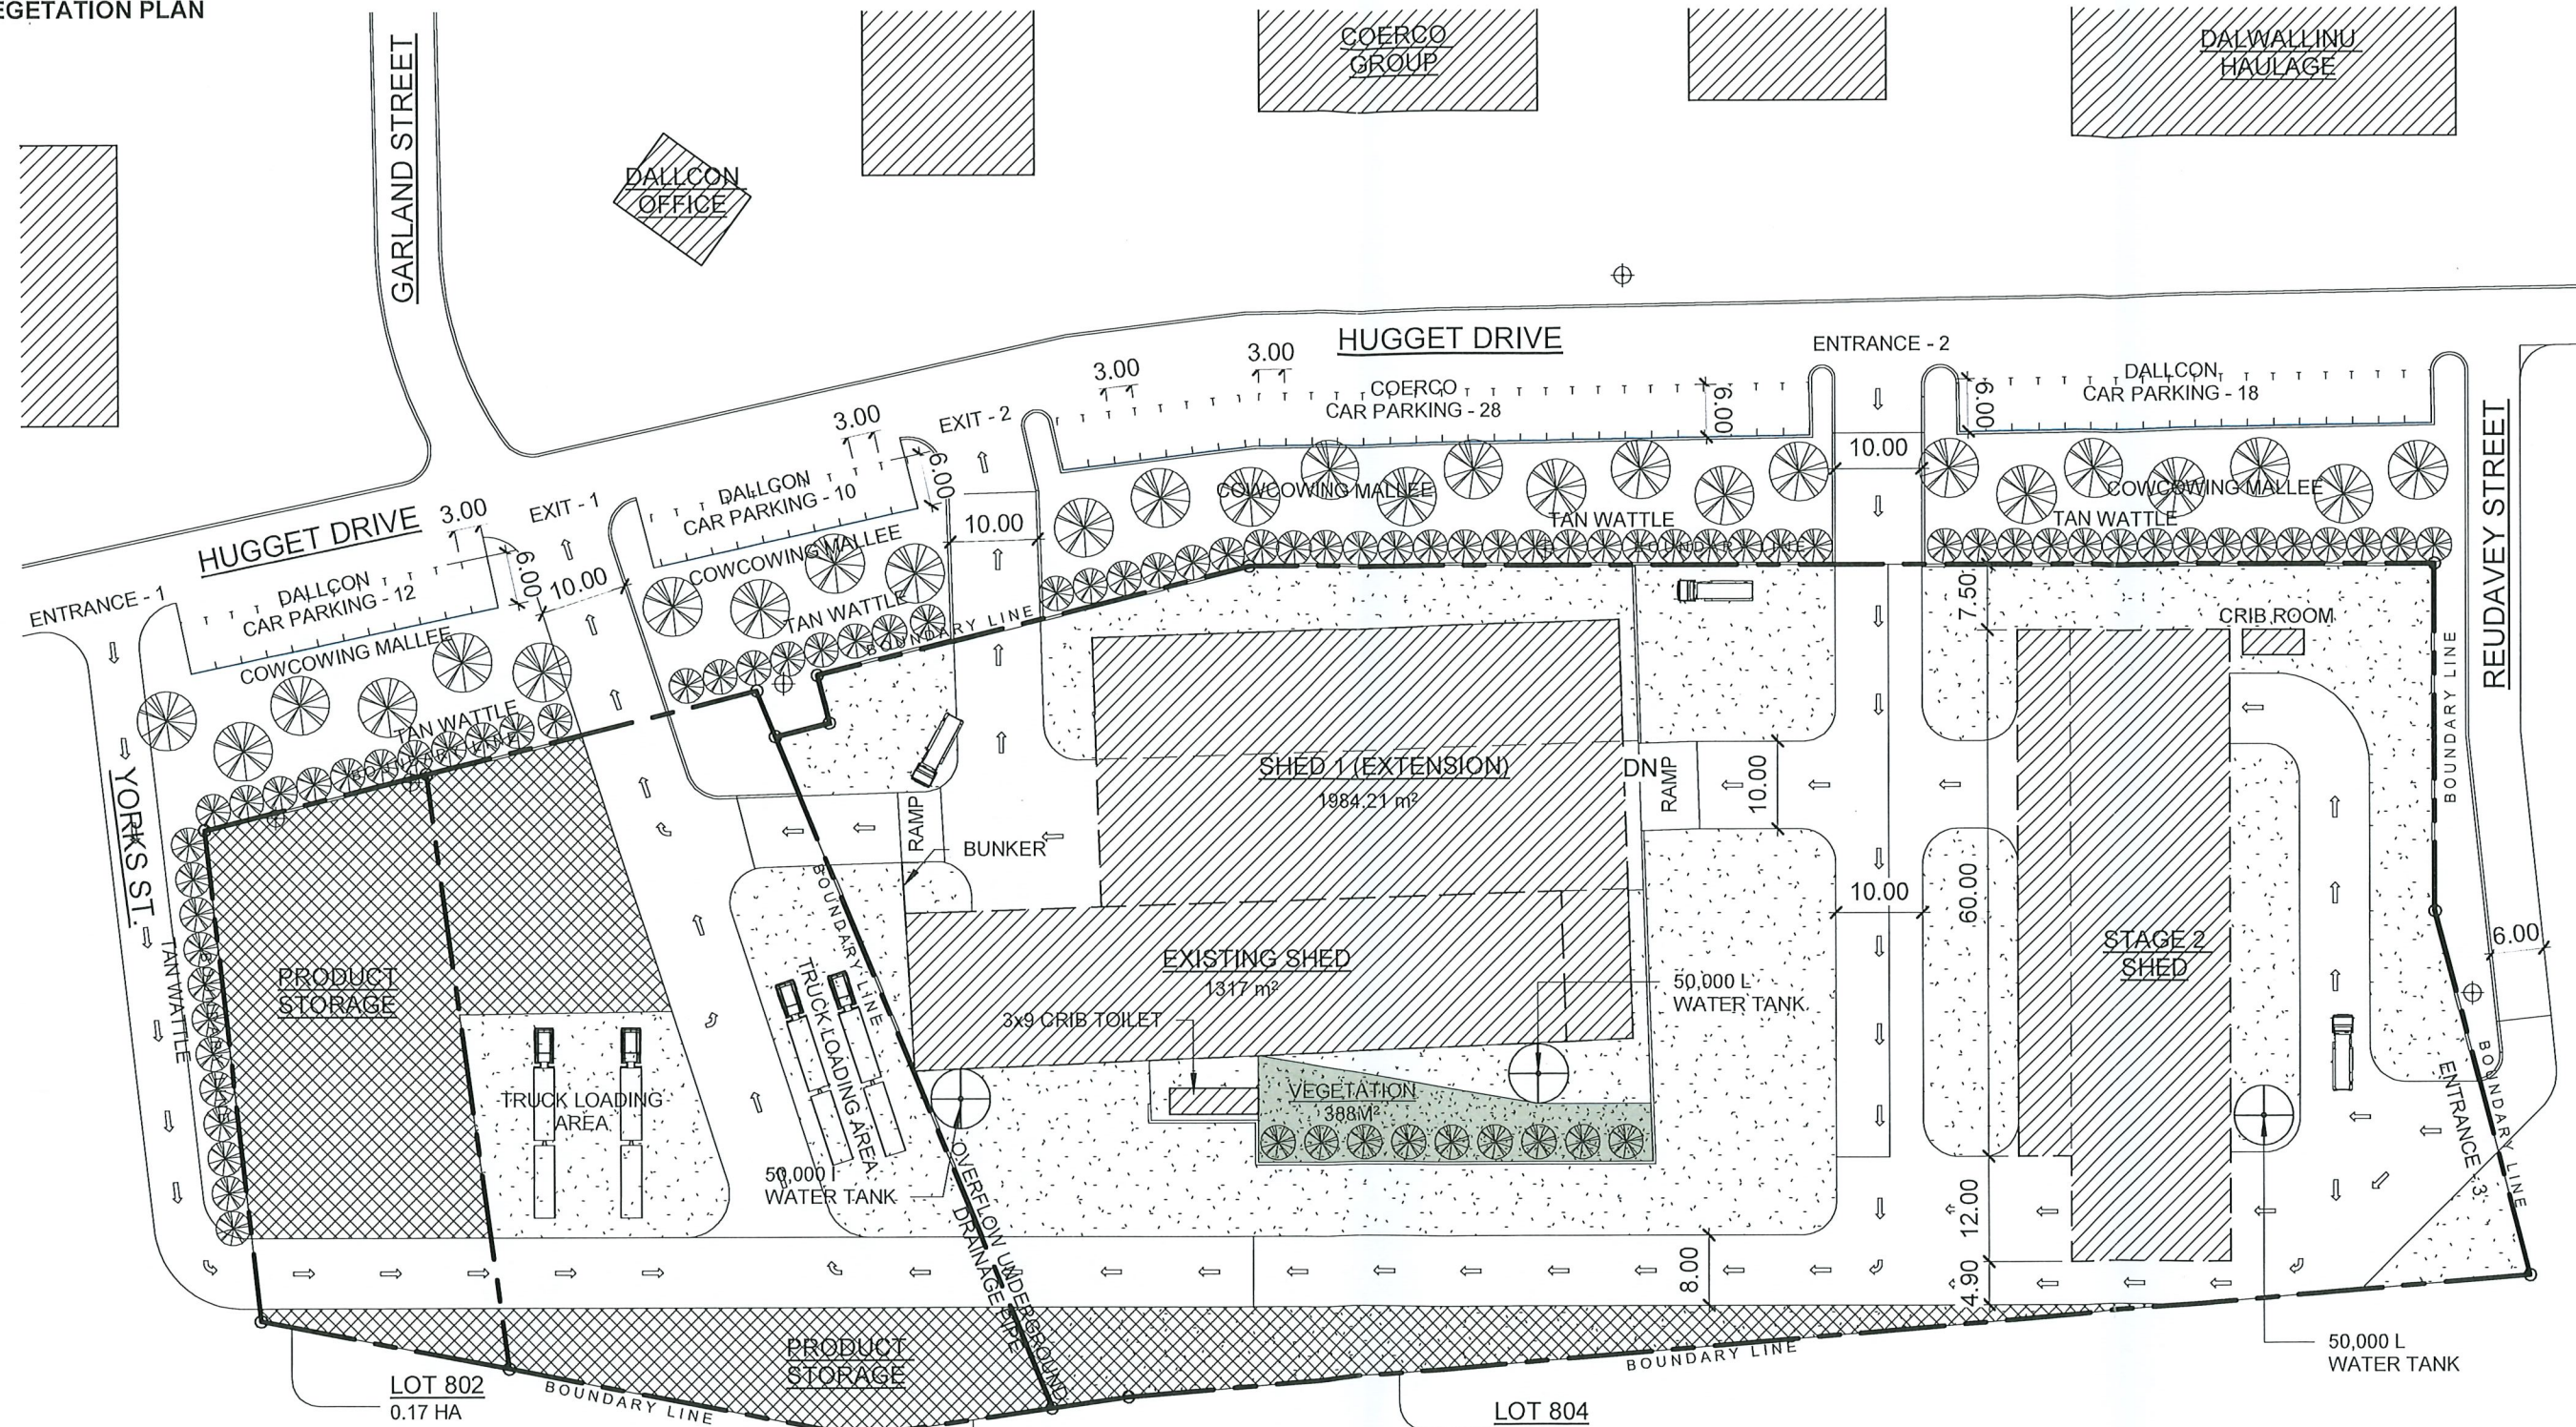 EGETATION PLAN
GARLAND STREET
COERCO
GROUP
DALWALLINU
HAULAGE
DALLCON
OFFICE
HUGGET DRIVE
ENTRANCE - 2
3.00
3.00
COERCO
CAR PARKING - 28
6.00
DALLCON
CAR PARKING - 18
6.00
REUDAVEY STREET
3.00
EXIT - 2
6.00
DALLCON
CAR PARKING - 10
10.00
10.00
COWCOWING MALLEE
TAN WATTLE
BOUNDARY LINE
COWCOWING MALLEE
TAN WATTLE
HUGGET DRIVE
3.00
EXIT - 1
6.00
10.00
COWCOWING MALLEE
TAN WATTLE
BOUNDARY LINE
ENTRANCE - 1
DALLCON
CAR PARKING - 12
COWCOWING MALLEE
TAN WATTLE
BOUNDARY LINE
7.50
CRIB ROOM
BOUNDARY LINE
YORKS ST.
TAN WATTLE
BOUNDARY LINE
SHED 1 (EXTENSION)
1984.21 m²
DN
RAMP
10.00
RAMP
BUNKER
BOUNDARY LINE
10.00
60.00
EXISTING SHED
1317 m²
STAGE 2
SHED
6.00
PRODUCT
STORAGE
TRUCK LOADING AREA
3x9 CRIB TOILET
50,000 L
WATER TANK
TRUCK LOADING
AREA
VEGETATION
388M²
50,000 l
WATER TANK
OVERFLOW UNDERGROUND
DRAINAGE PIPE
ENTRANCE - 3
BOUNDARY LINE
12.00
8.00
4.90
PRODUCT
STORAGE
BOUNDARY LINE
50,000 L
WATER TANK
LOT 802
0.17 HA
BOUNDARY LINE
LOT 804